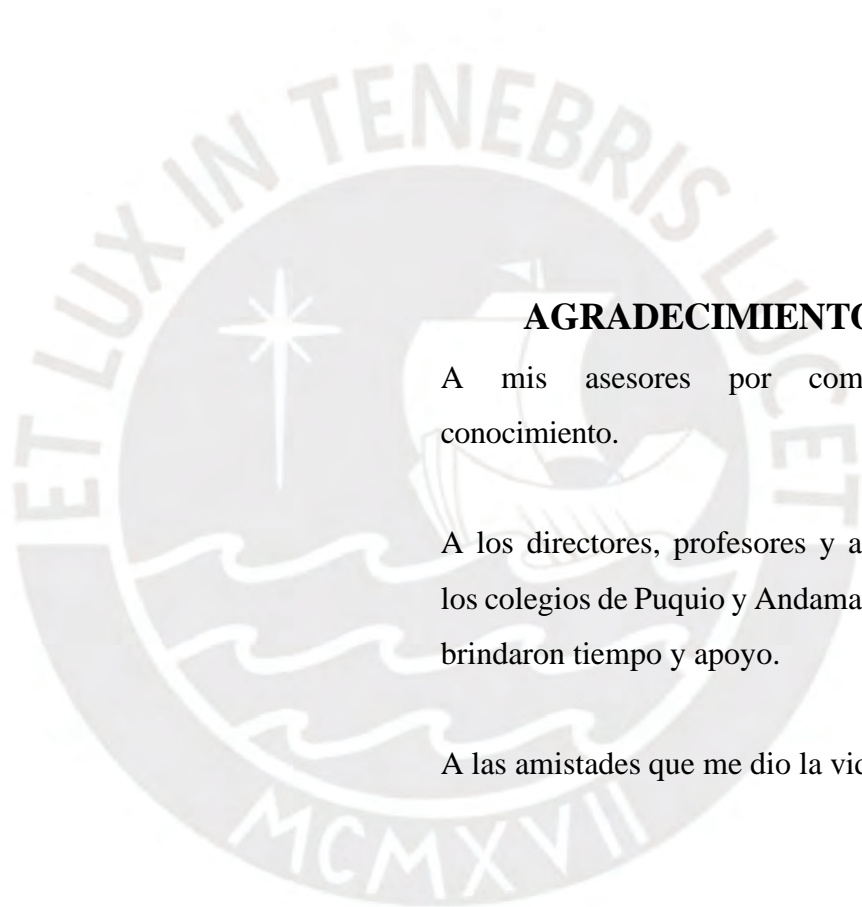 ET LUX IN TENEBRIS LUCET
MCMXVII
AGRADECIMIENTO
A mis asesores por com
conocimiento.
A los directores, profesores y a
los colegios de Puquio y Andama
brindaron tiempo y apoyo.
A las amistades que me dio la vid